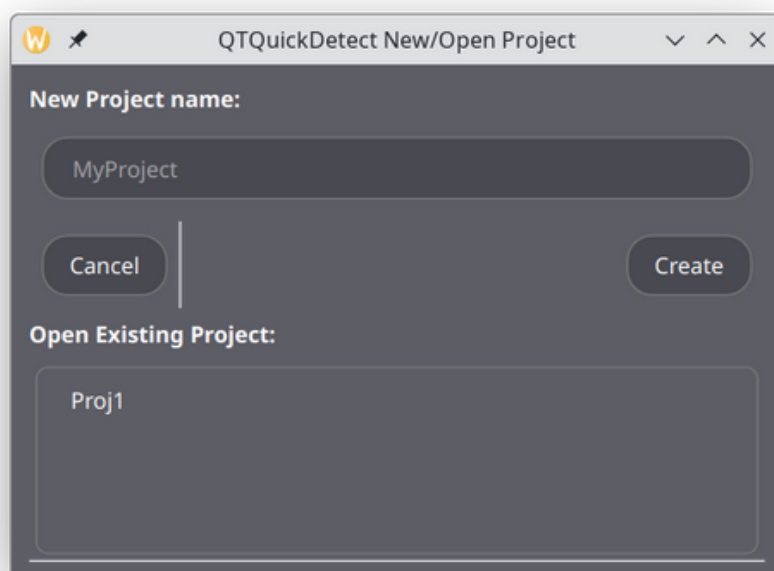 QTQuickDetect New/Open Project
New Project name:
MyProject
Cancel
Create
Open Existing Project:
Proj1